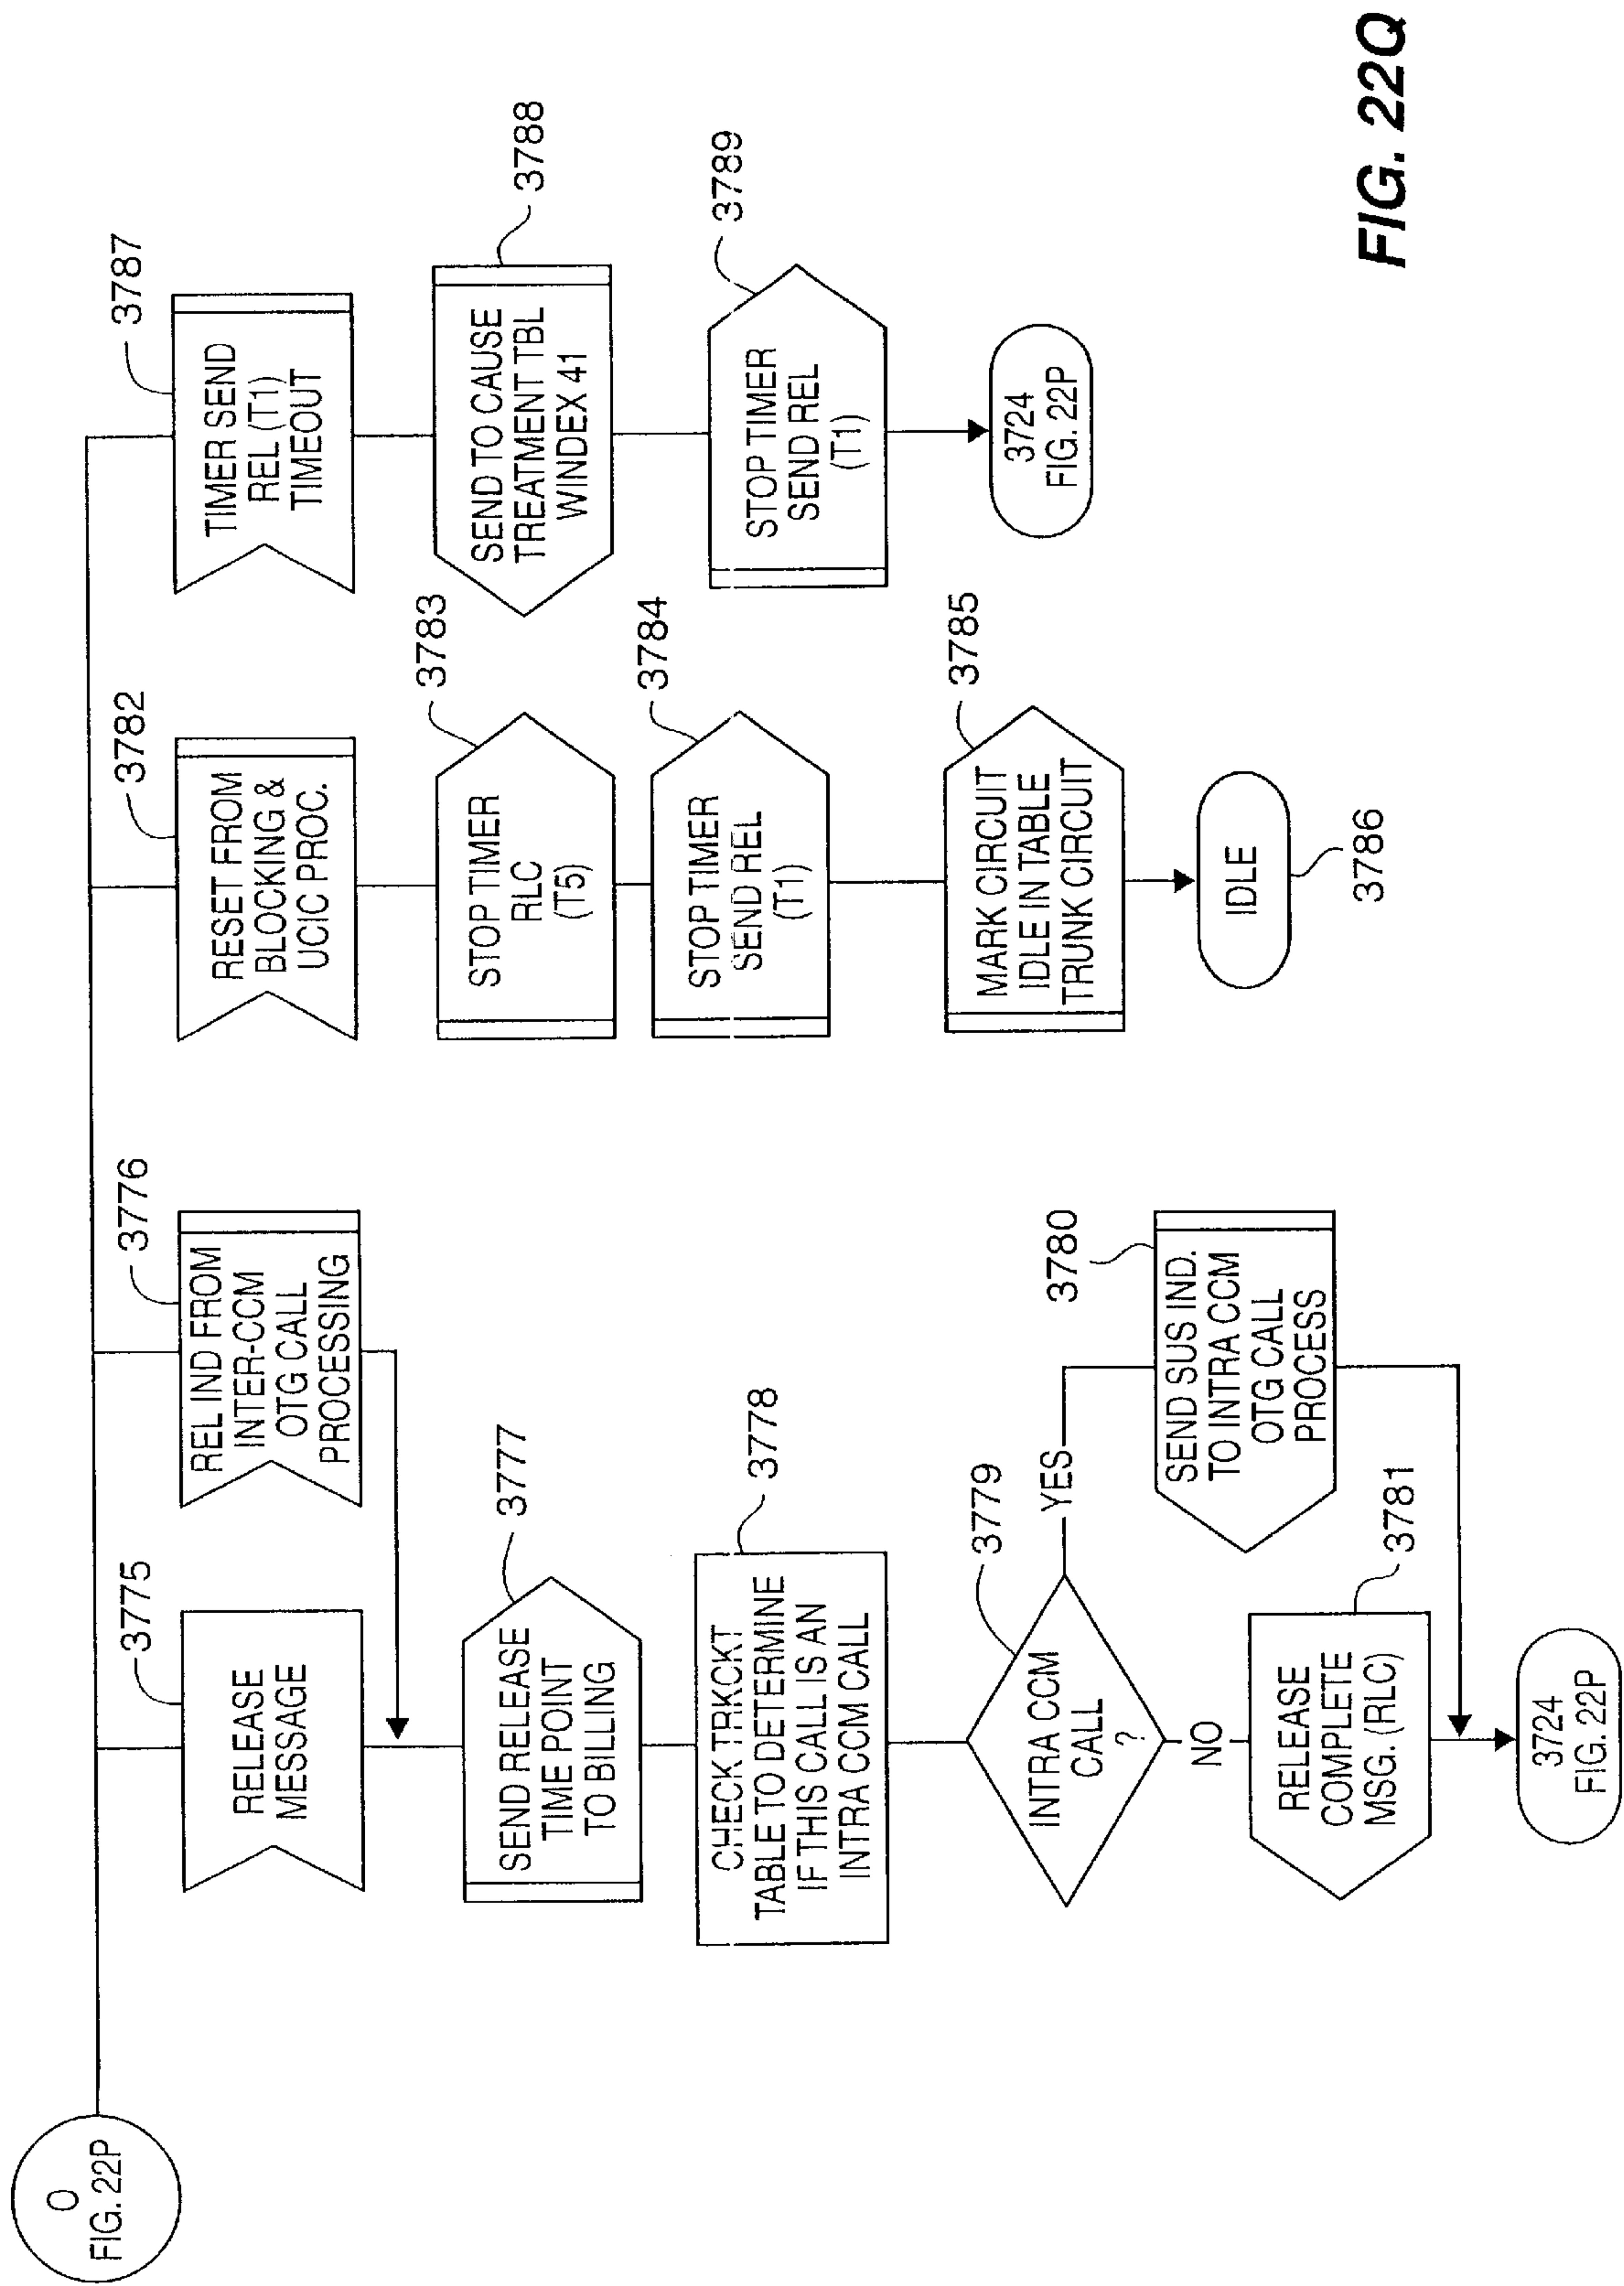 O
FIG. 22P
3775
RELEASE
MESSAGE
3776
REL IND FROM
INTER-CCM
OTG CALL
PROCESSING
3777
SEND RELEASE
TIME POINT
TO BILLING
3778
CHECK TRKCKT
TABLE TO DETERMINE
IF THIS CALL IS AN
INTRA CCM CALL
3779
INTRA CCM
CALL
?
YES
NO
3780
SEND SUS IND.
TO INTRA CCM
OTG CALL
PROCESS
3781
RELEASE
COMPLETE
MSG. (RLC)
3724
FIG. 22P
3782
RESET FROM
BLOCKING &
UCIC PROC.
3783
STOP TIMER
RLC
(T5)
3784
STOP TIMER
SEND REL
(T1)
3785
MARK CIRCUIT
IDLE IN TABLE
TRUNK CIRCUIT
IDLE
3786
3787
TIMER SEND
REL (T1)
TIMEOUT
3788
SEND TO CAUSE
TREATMENT TBL
WINDEX 41
3789
STOP TIMER
SEND REL
(T1)
3724
FIG. 22P
FIG. 22Q